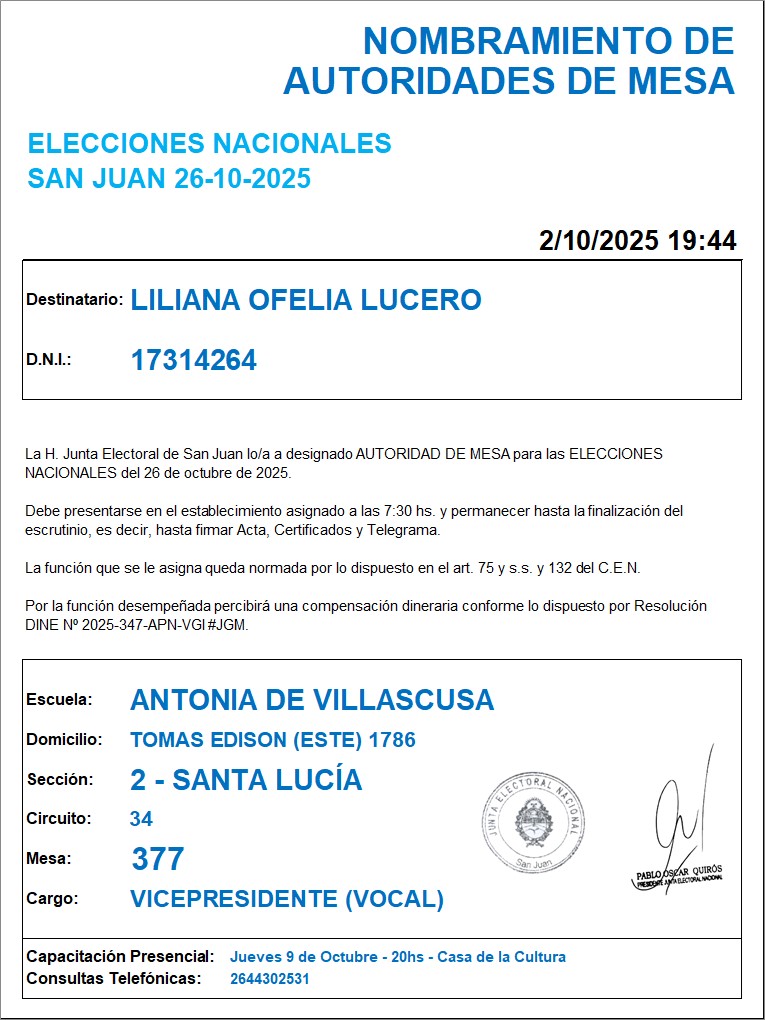 NOMBRAMIENTO DE
AUTORIDADES DE MESA
ELECCIONES NACIONALES
SAN JUAN 26-10-2025
2/10/2025 19:44
Destinatario: LILIANA OFELIA LUCERO
D.N.I.: 17314264
La H. Junta Electoral de San Juan lo/a a designado AUTORIDAD DE MESA para las ELECCIONES
NACIONALES del 26 de octubre de 2025.
Debe presentarse en el establecimiento asignado a las 7:30 hs. y permanecer hasta la finalización del
escrutinio, es decir, hasta firmar Acta, Certificados y Telegrama.
La función que se le asigna queda normada por lo dispuesto en el art. 75 y s.s. y 132 del C.E.N.
Por la función desempeñada percibirá una compensación dineraria conforme lo dispuesto por Resolución
DINE Nº 2025-347-APN-VGI#JGM.
Escuela: ANTONIA DE VILLASCUSA
Domicilio: TOMAS EDISON (ESTE) 1786
Sección: 2 - SANTA LUCÍA
Circuito: 34
Mesa: 377
Cargo: VICEPRESIDENTE (VOCAL)
JUNTA ELECTORAL NACIONAL
San Juan
PABLO OSCAR QUIRÓS
PRESIDENTE JUNTA ELECTORAL NACIONAL
Capacitación Presencial: Jueves 9 de Octubre - 20hs - Casa de la Cultura
Consultas Telefónicas: 2644302531